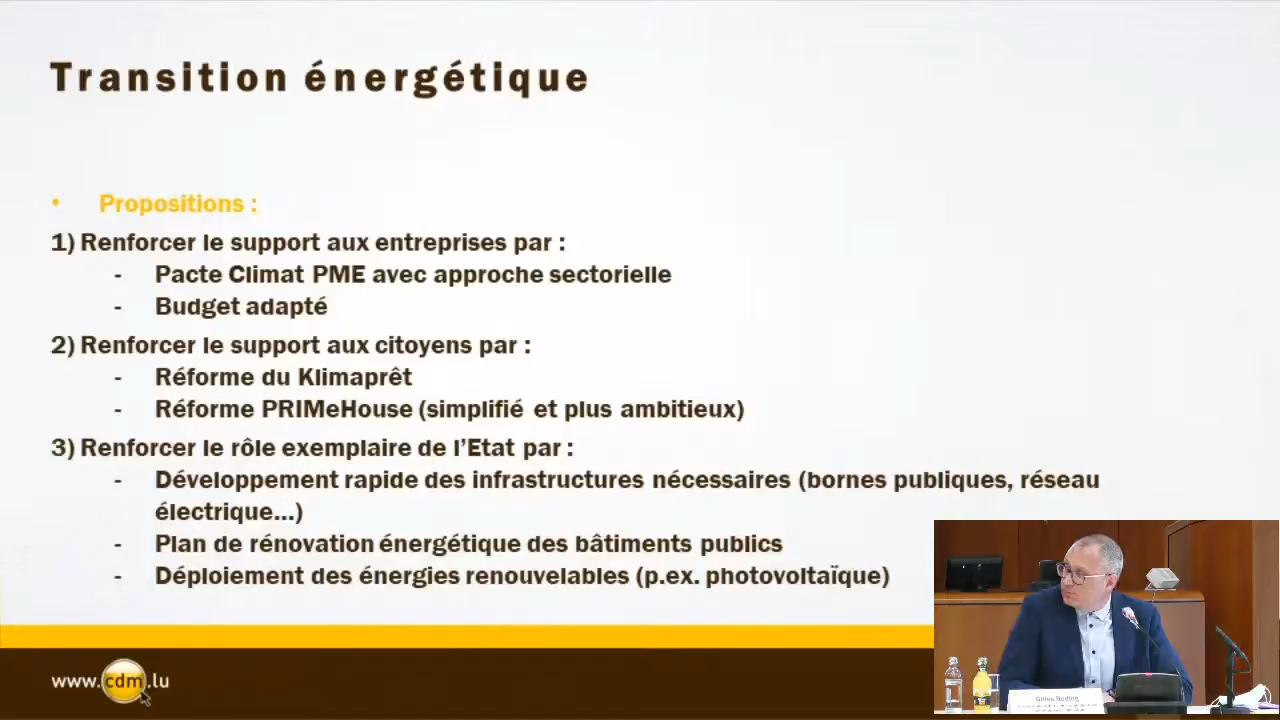 Transition énergétique
• Propositions :
1) Renforcer le support aux entreprises par :
- Pacte Climat PME avec approche sectorielle
- Budget adapté
2) Renforcer le support aux citoyens par :
- Réforme du Klimaprêt
- Réforme PRIMeHouse (simplifié et plus ambitieux)
3) Renforcer le rôle exemplaire de l’Etat par :
- Développement rapide des infrastructures nécessaires (bornes publiques, réseau
électrique...)
- Plan de rénovation énergétique des bâtiments publics
- Déploiement des énergies renouvelables (p.ex. photovoltaïque)
www.cdm.lu
Gilles Reding